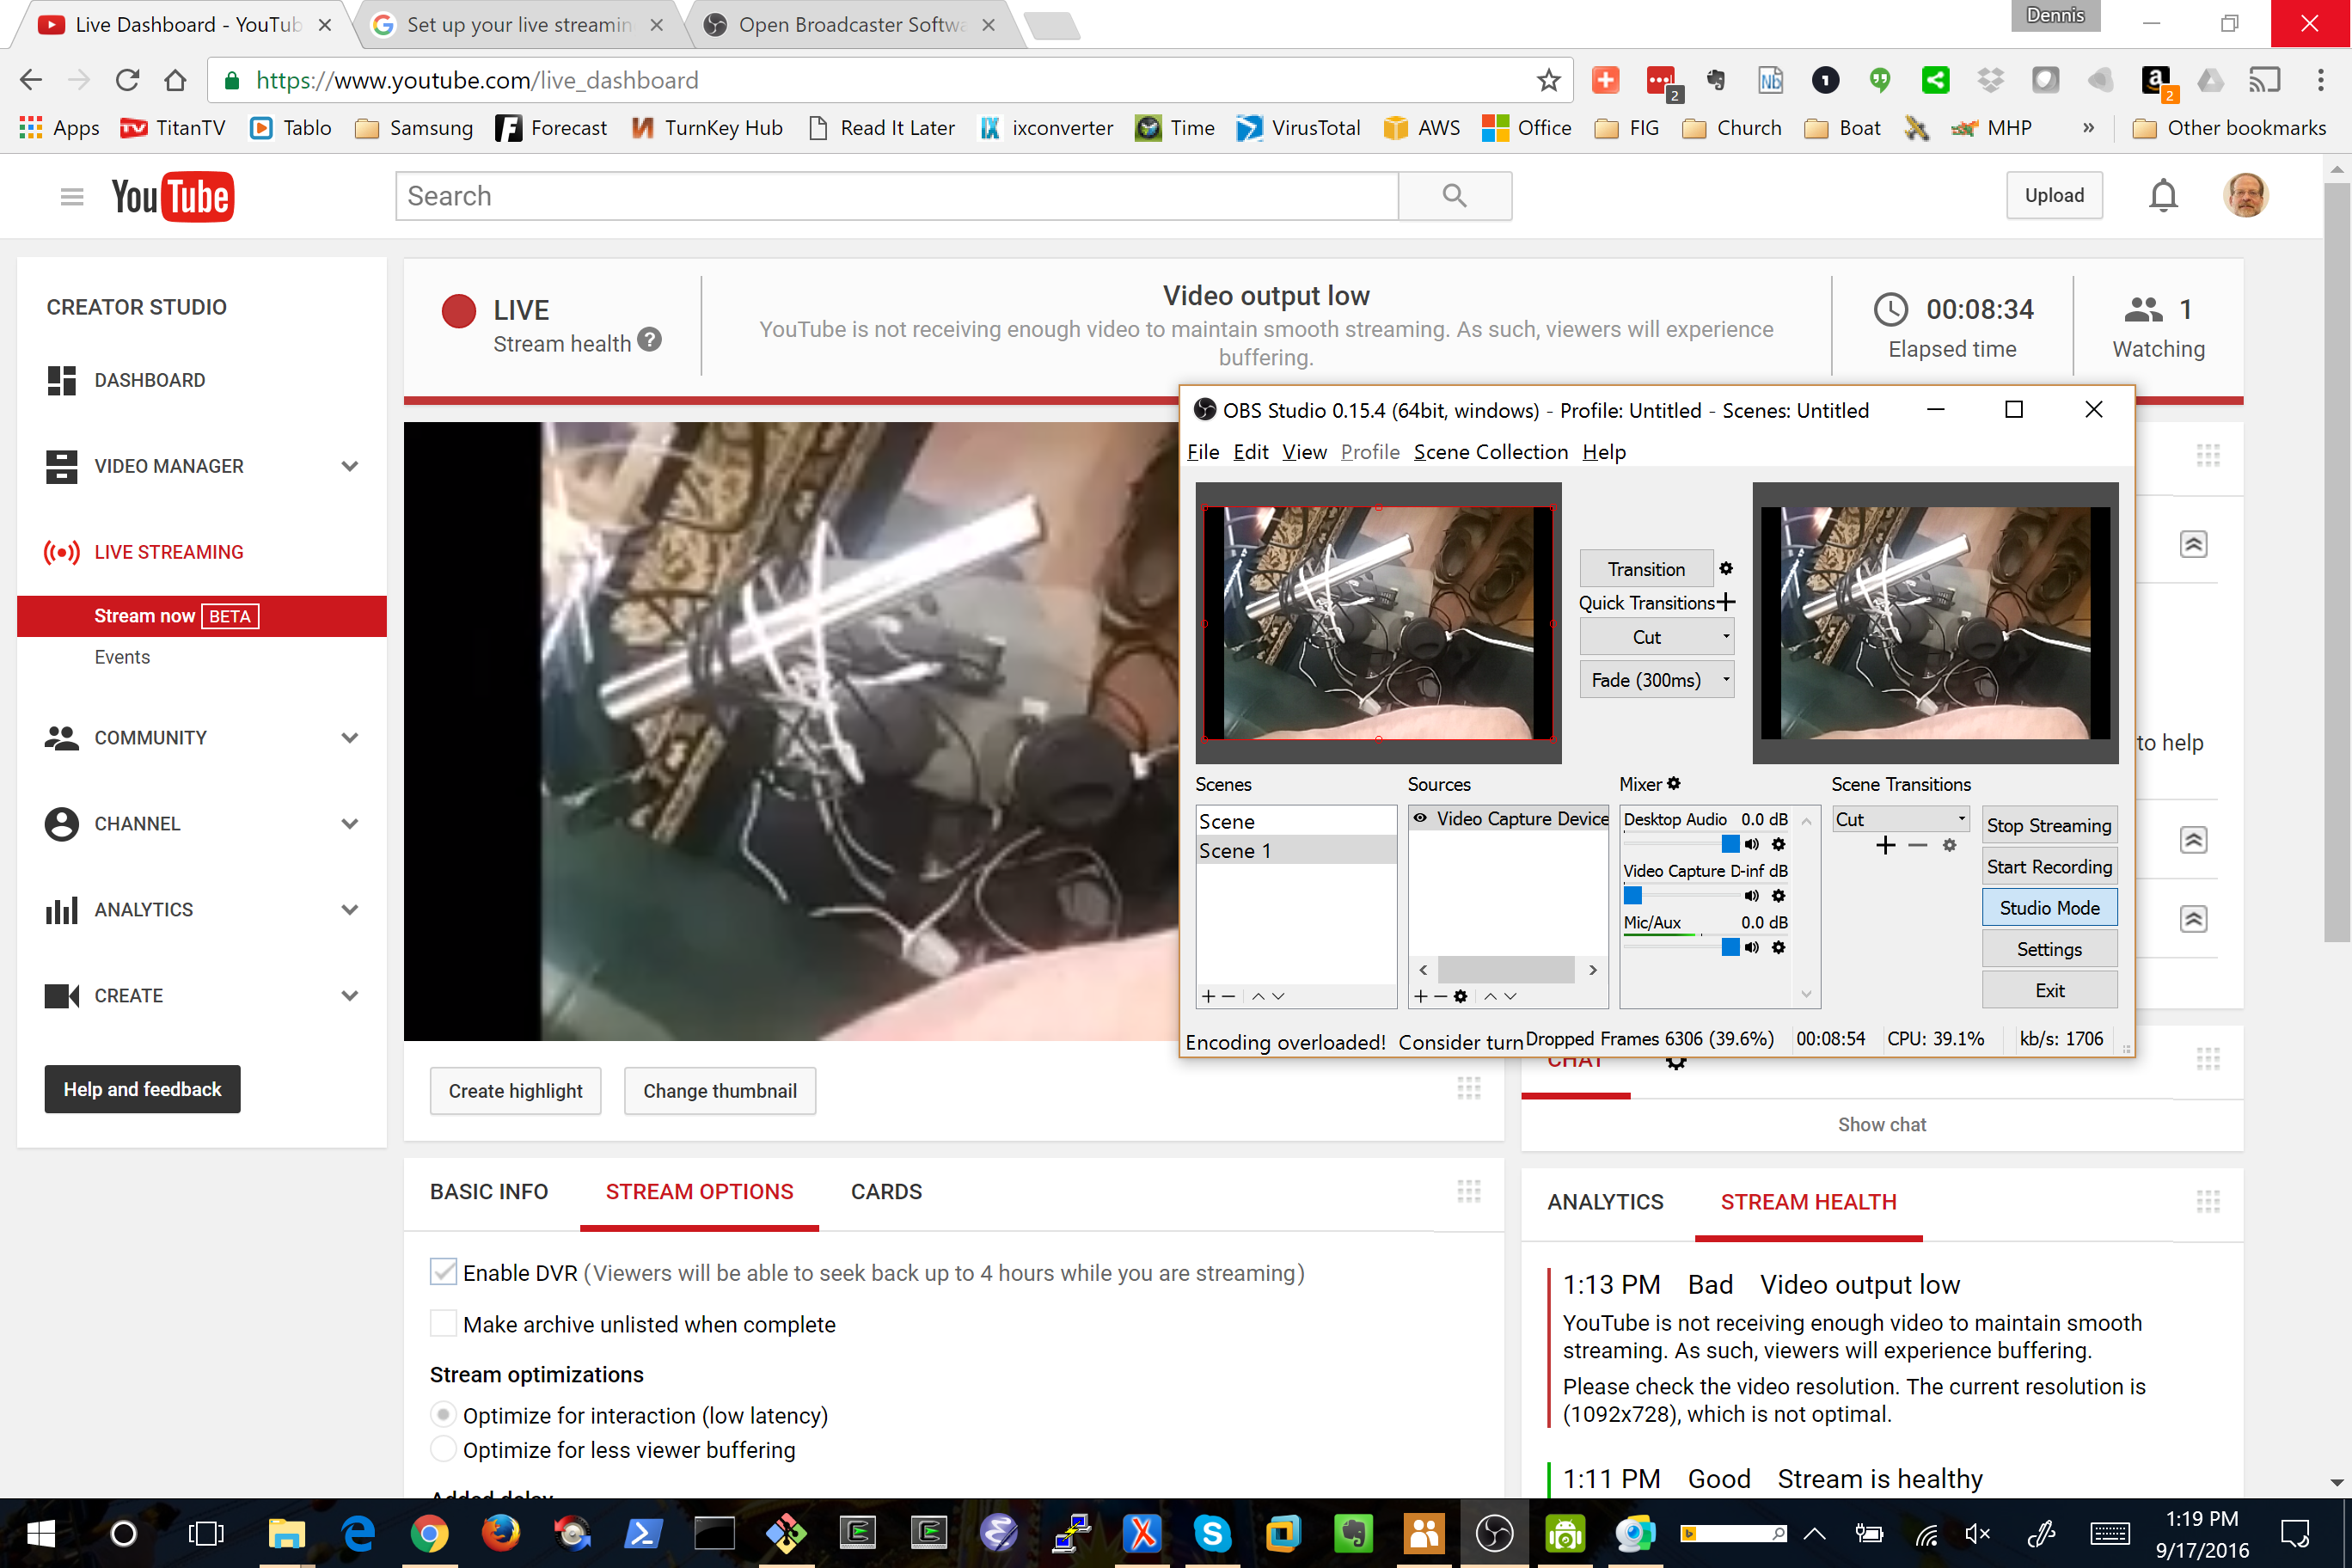 Live Dashboard - YouTub
Set up your live streamin
Open Broadcaster Softwa
Dennis
https://www.youtube.com/live_dashboard
2
2
Apps
TitanTV
Tablo
Samsung
Forecast
TurnKey Hub
Read It Later
ixconverter
Time
VirusTotal
AWS
Office
FIG
Church
Boat
MHP
»
Other bookmarks
YouTube
Search
Upload
CREATOR STUDIO
DASHBOARD
VIDEO MANAGER
LIVE STREAMING
Stream now BETA
Events
COMMUNITY
CHANNEL
ANALYTICS
CREATE
Help and feedback
LIVE
Stream health ?
Video output low
YouTube is not receiving enough video to maintain smooth streaming. As such, viewers will experience
buffering.
00:08:34
Elapsed time
1
Watching
OBS Studio 0.15.4 (64bit, windows) - Profile: Untitled - Scenes: Untitled
File Edit View Profile Scene Collection Help
Transition
Quick Transitions
Cut
Fade (300ms)
to help
Scenes
Scene
Scene 1
Sources
Video Capture Device
Mixer
Desktop Audio 0.0 dB
Video Capture D-inf dB
Mic/Aux 0.0 dB
Scene Transitions
Cut
Stop Streaming
Start Recording
Studio Mode
Settings
Exit
Encoding overloaded! Consider turn
Dropped Frames 6306 (39.6%)
00:08:54
CPU: 39.1%
kb/s: 1706
Create highlight
Change thumbnail
CHAT
Show chat
BASIC INFO
STREAM OPTIONS
CARDS
Enable DVR (Viewers will be able to seek back up to 4 hours while you are streaming)
Make archive unlisted when complete
Stream optimizations
Optimize for interaction (low latency)
Optimize for less viewer buffering
Added delay
ANALYTICS
STREAM HEALTH
1:13 PM Bad Video output low
YouTube is not receiving enough video to maintain smooth
streaming. As such, viewers will experience buffering.
Please check the video resolution. The current resolution is
(1092x728), which is not optimal.
1:11 PM Good Stream is healthy
1:19 PM
9/17/2016